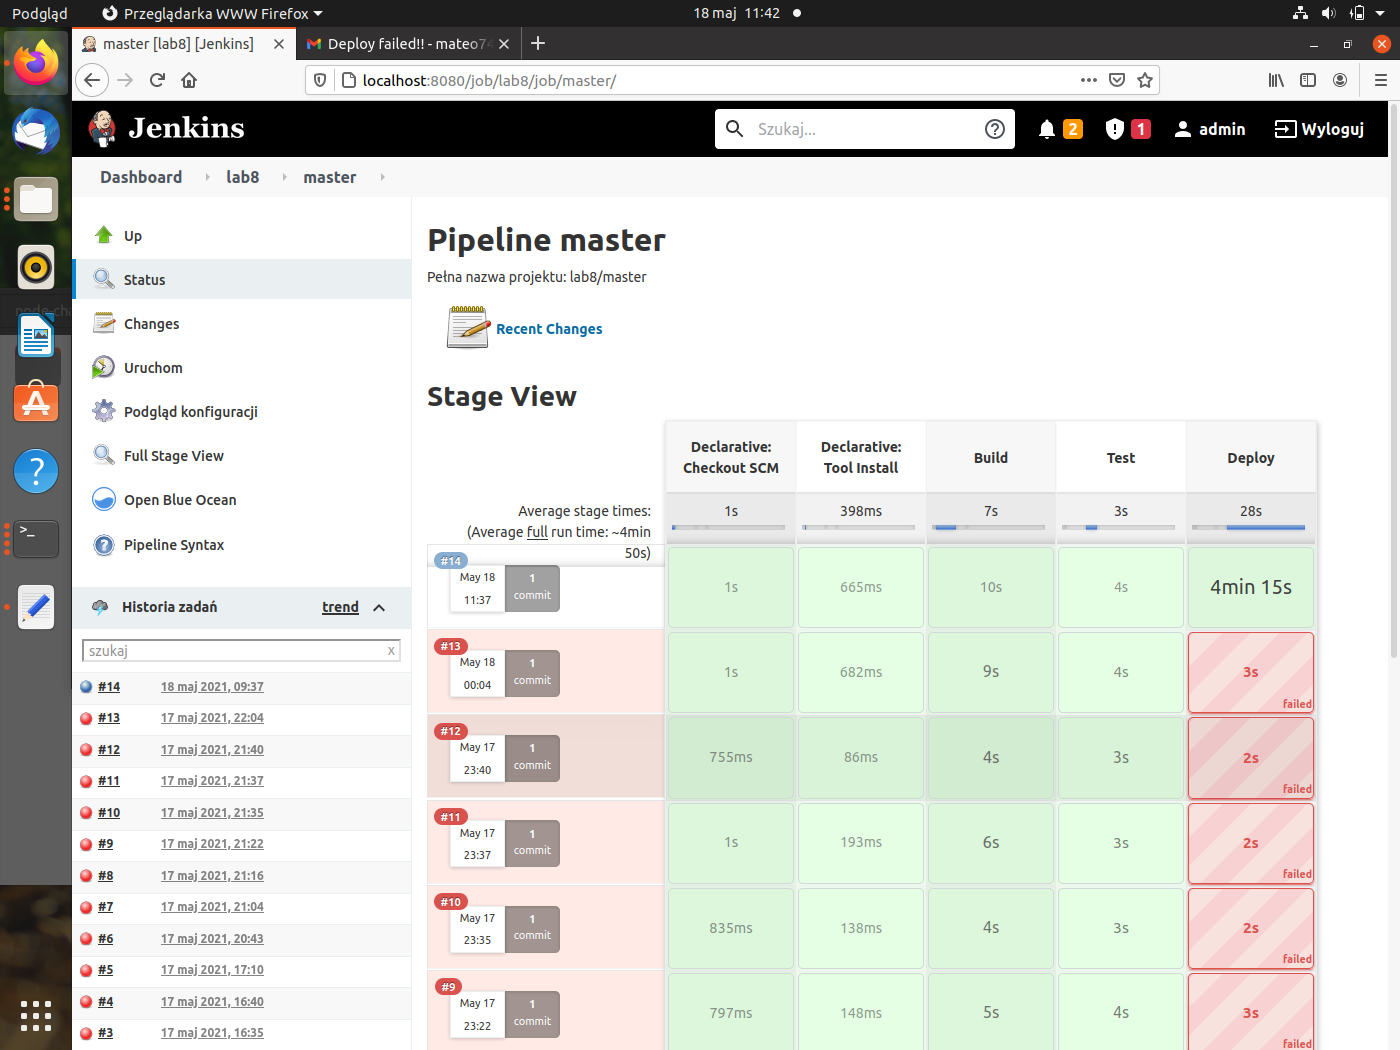 Podgląd
Przeglądarka WWW Firefox
18 maj 11:42
master [lab8] [Jenkins]
Deploy failed!! - mateo74
localhost:8080/job/lab8/job/master/
Jenkins
Szukaj...
2
1
admin
Wyloguj
Dashboard
lab8
master
Up
Status
Changes
Uruchom
Podgląd konfiguracji
Full Stage View
Open Blue Ocean
Pipeline Syntax
Historia zadań
trend
szukaj
x
#14 18 maj 2021, 09:37
#13 17 maj 2021, 22:04
#12 17 maj 2021, 21:40
#11 17 maj 2021, 21:37
#10 17 maj 2021, 21:35
#9 17 maj 2021, 21:22
#8 17 maj 2021, 21:16
#7 17 maj 2021, 21:04
#6 17 maj 2021, 20:43
#5 17 maj 2021, 17:10
#4 17 maj 2021, 16:40
#3 17 maj 2021, 16:35
Pipeline master
Pełna nazwa projektu: lab8/master
Recent Changes
Stage View
Declarative: Checkout SCM
Declarative: Tool Install
Build
Test
Deploy
Average stage times:
(Average full run time: ~4min
50s)
1s
398ms
7s
3s
28s
#14
May 18
11:37
1
commit
1s
665ms
10s
4s
4min 15s
#13
May 18
00:04
1
commit
1s
682ms
9s
4s
3s
failed
#12
May 17
23:40
1
commit
755ms
86ms
4s
3s
2s
failed
#11
May 17
23:37
1
commit
1s
193ms
6s
3s
2s
failed
#10
May 17
23:35
1
commit
835ms
138ms
4s
3s
2s
failed
#9
May 17
23:22
1
commit
797ms
148ms
5s
4s
3s
failed